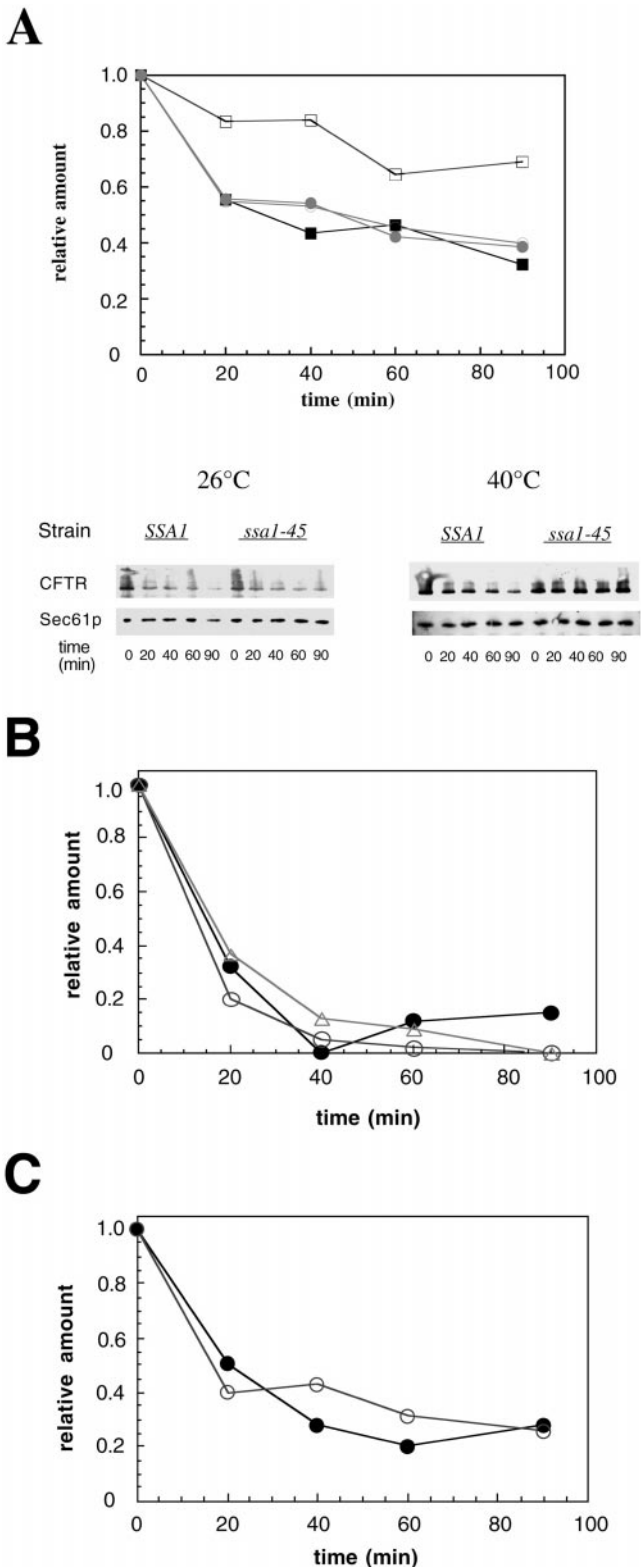 A
1.0
0.8
0.6
0.4
0.2
0
relative amount
0 20 40 60 80 100
time (min)
26°C 40°C
Strain SSA1 ssa1-45 SSA1 ssa1-45
CFTR
Sec61p
time (min) 0 20 40 60 90 0 20 40 60 90 0 20 40 60 90 0 20 40 60 90
B
1.0
0.8
0.6
0.4
0.2
0
relative amount
0 20 40 60 80 100
time (min)
C
1.0
0.8
0.6
0.4
0.2
0
relative amount
0 20 40 60 80 100
time (min)